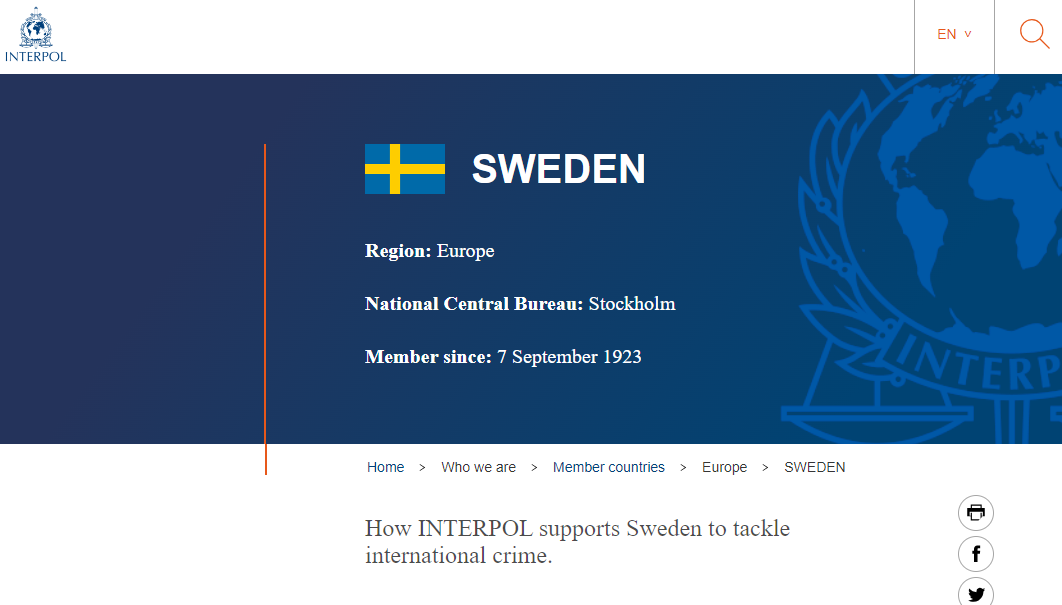 INTERPOL
EN
SWEDEN
Region: Europe
National Central Bureau: Stockholm
Member since: 7 September 1923
INTERP
Home > Who we are > Member countries > Europe > SWEDEN
How INTERPOL supports Sweden to tackle
international crime.